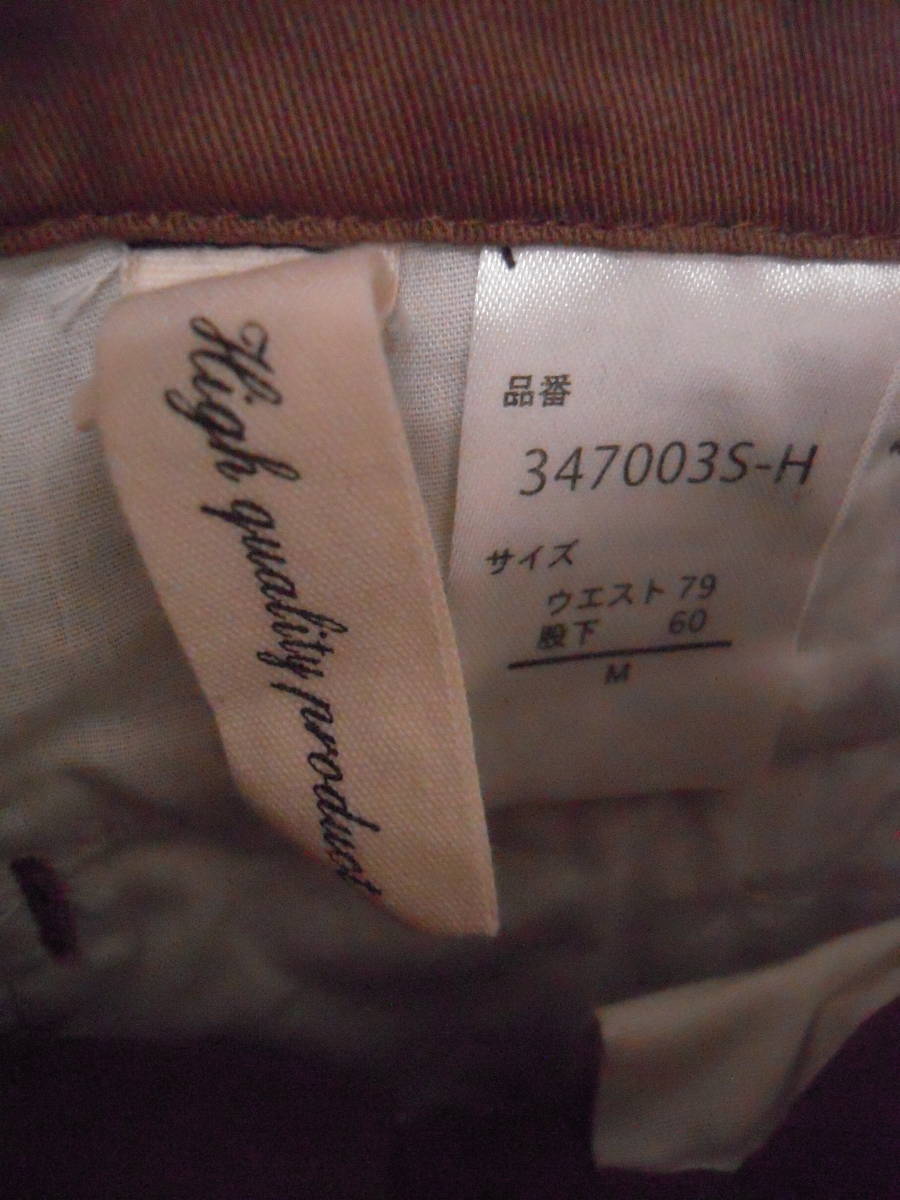 High quality product
品番
347003S-H
サイズ
ウエスト 79
股下 60
M